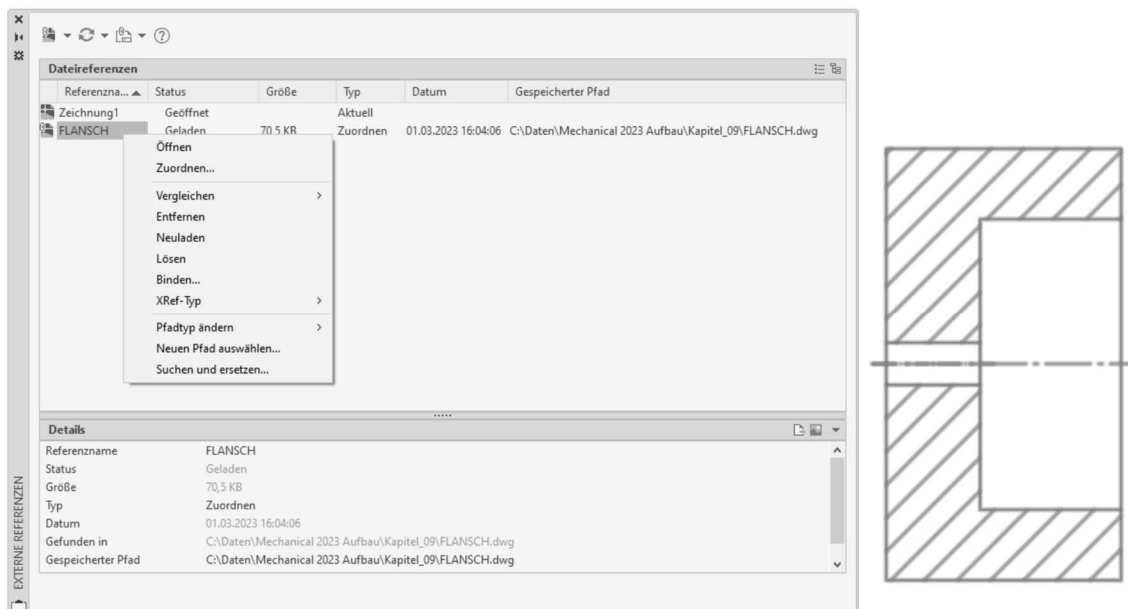 Dateireferenzen
Referenzna... Status Größe Typ Datum Gespeicherter Pfad
Zeichnung1 Geöffnet Aktuell
FLANSCH Geladen 70,5 KB Zuordnen 01.03.2023 16:04:06 C:\Daten\Mechanical 2023 Aufbau\Kapitel_09\FLANSCH.dwg
Öffnen
Zuordnen...
Vergleichen
Entfernen
Neuladen
Lösen
Binden...
XRef-Typ
Pfadtyp ändern
Neuen Pfad auswählen...
Suchen und ersetzen...
Details
Referenzname FLANSCH
Status Geladen
Größe 70,5 KB
Typ Zuordnen
Datum 01.03.2023 16:04:06
Gefunden in C:\Daten\Mechanical 2023 Aufbau\Kapitel_09\FLANSCH.dwg
Gespeicherter Pfad C:\Daten\Mechanical 2023 Aufbau\Kapitel_09\FLANSCH.dwg
EXTERNE REFERENZEN